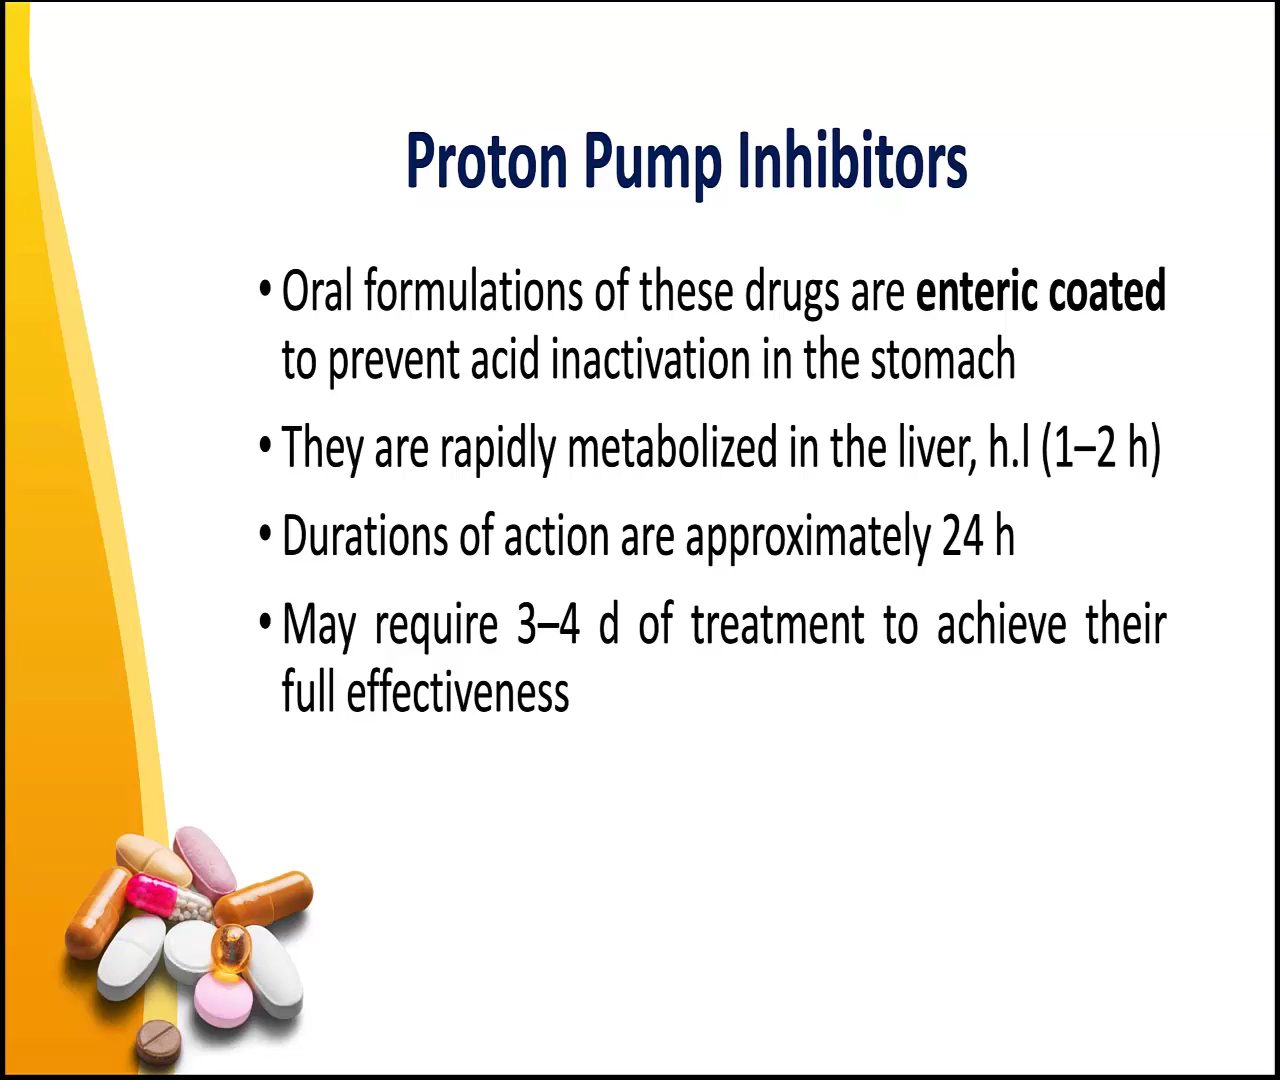 Proton Pump Inhibitors
• Oral formulations of these drugs are enteric coated
to prevent acid inactivation in the stomach
• They are rapidly metabolized in the liver, h.l (1–2 h)
• Durations of action are approximately 24 h
• May require 3–4 d of treatment to achieve their
full effectiveness